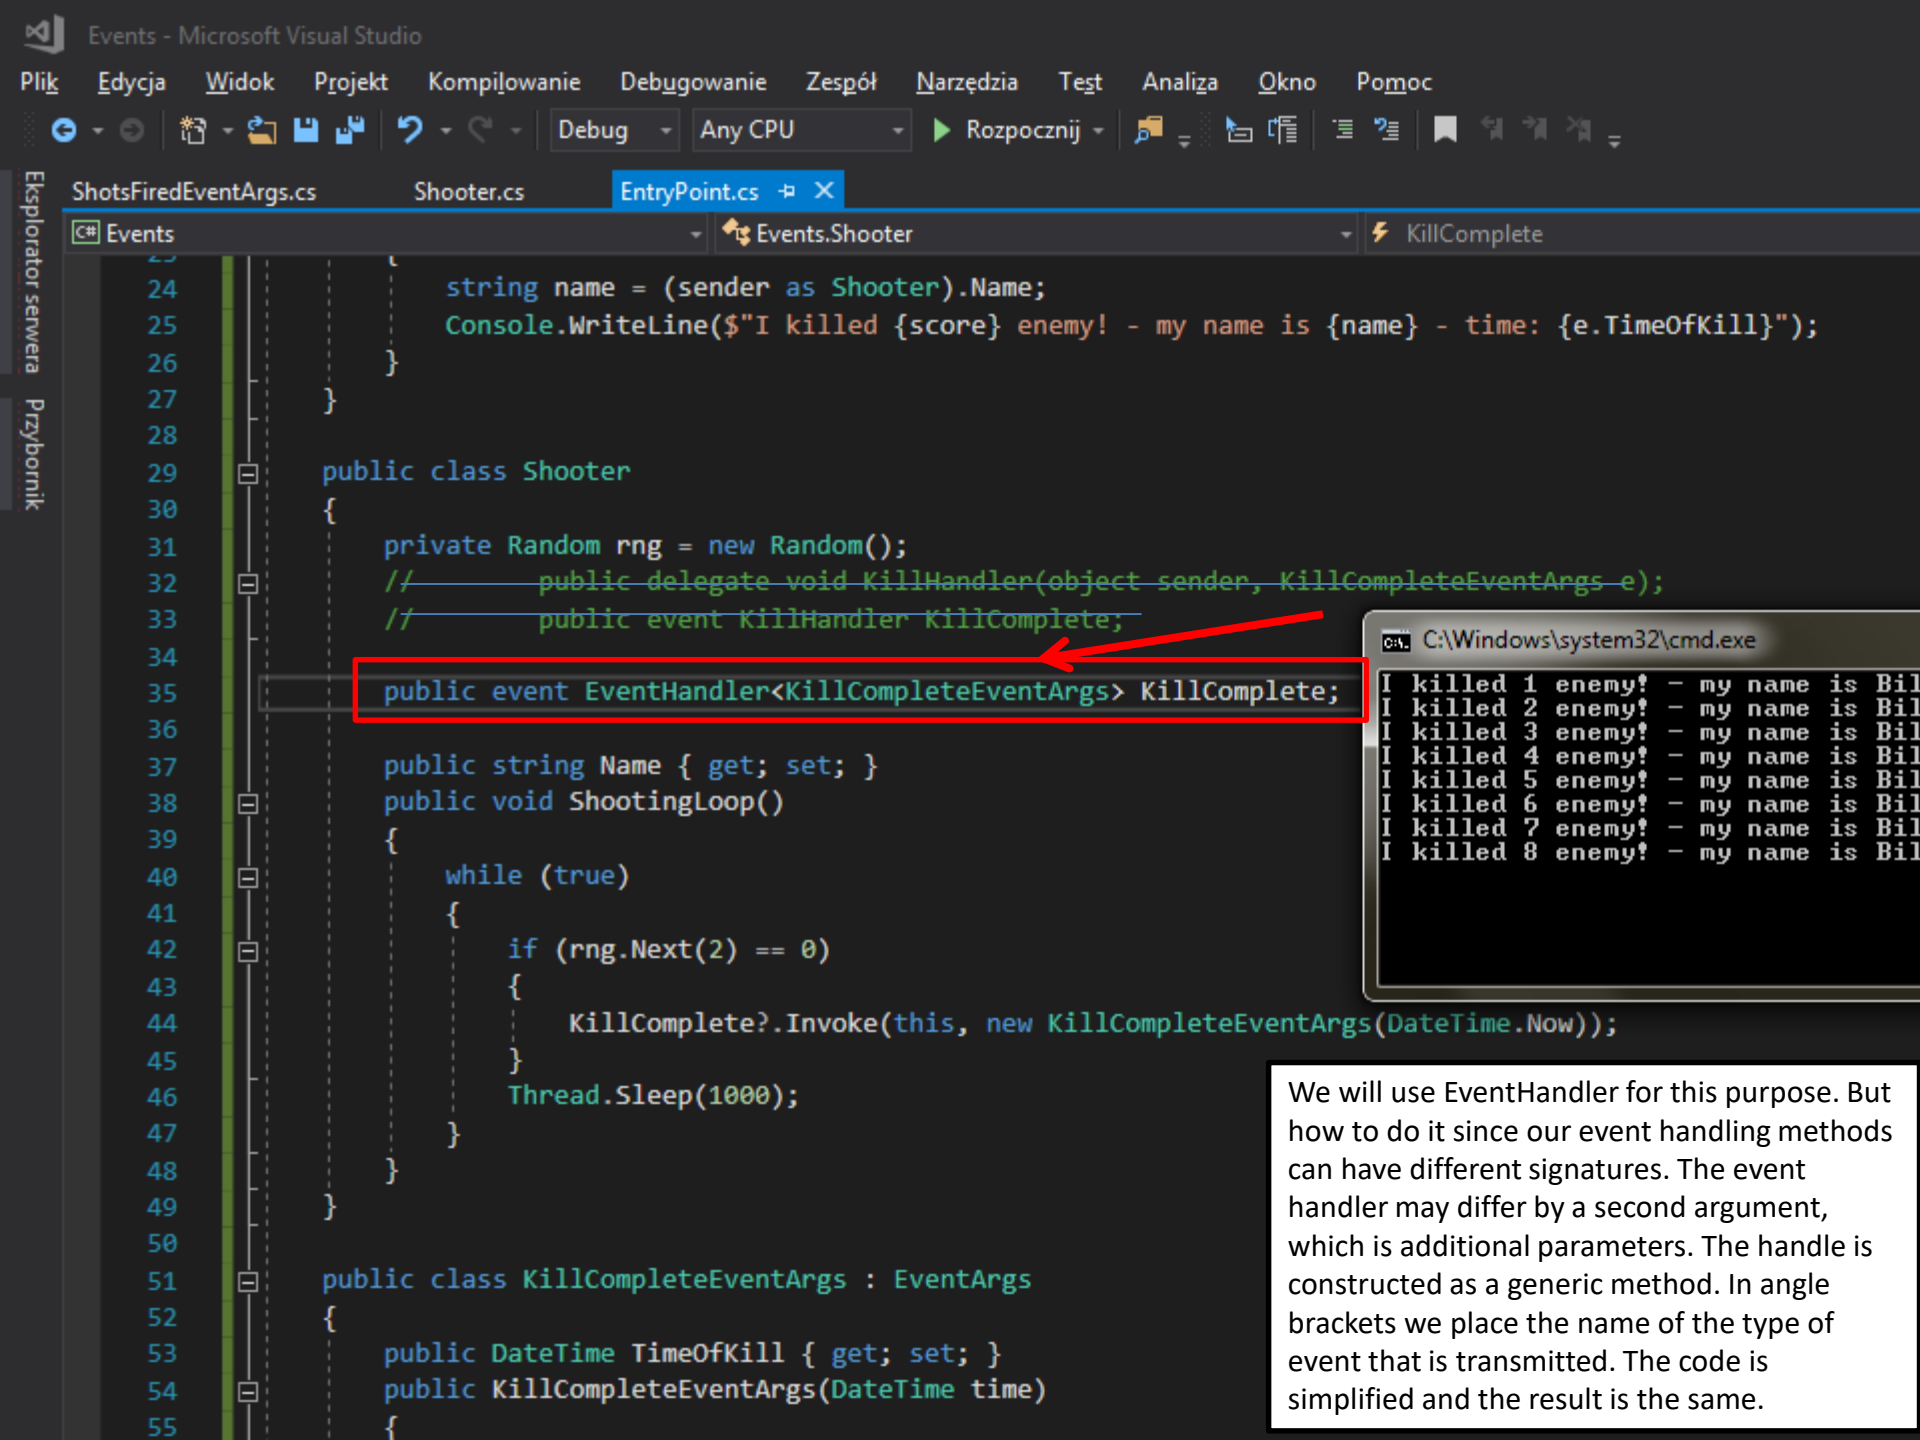 Events - Microsoft Visual Studio
Plik Edycja Widok Projekt Kompilowanie Debugowanie Zespół Narzędzia Test Analiza Okno Pomoc
Debug Any CPU Rozpocznij
Eksplorator serwera Przybornik
ShotsFiredEventArgs.cs Shooter.cs EntryPoint.cs
C# Events Events.Shooter KillComplete
23 {
24 string name = (sender as Shooter).Name;
25 Console.WriteLine($"I killed {score} enemy! - my name is {name} - time: {e.TimeOfKill}");
26 }
27 }
28
29 public class Shooter
30 {
31 private Random rng = new Random();
32 // public delegate void KillHandler(object sender, KillCompleteEventArgs e);
33 // public event KillHandler KillComplete;
34
35 public event EventHandler<KillCompleteEventArgs> KillComplete;
36
37 public string Name { get; set; }
38 public void ShootingLoop()
39 {
40 while (true)
41 {
42 if (rng.Next(2) == 0)
43 {
44 KillComplete?.Invoke(this, new KillCompleteEventArgs(DateTime.Now));
45 }
46 Thread.Sleep(1000);
47 }
48 }
49 }
50
51 public class KillCompleteEventArgs : EventArgs
52 {
53 public DateTime TimeOfKill { get; set; }
54 public KillCompleteEventArgs(DateTime time)
55 {
C:\Windows\system32\cmd.exe
I killed 1 enemy! - my name is Bil
I killed 2 enemy! - my name is Bil
I killed 3 enemy! - my name is Bil
I killed 4 enemy! - my name is Bil
I killed 5 enemy! - my name is Bil
I killed 6 enemy! - my name is Bil
I killed 7 enemy! - my name is Bil
I killed 8 enemy! - my name is Bil
We will use EventHandler for this purpose. But
how to do it since our event handling methods
can have different signatures. The event
handler may differ by a second argument,
which is additional parameters. The handle is
constructed as a generic method. In angle
brackets we place the name of the type of
event that is transmitted. The code is
simplified and the result is the same.